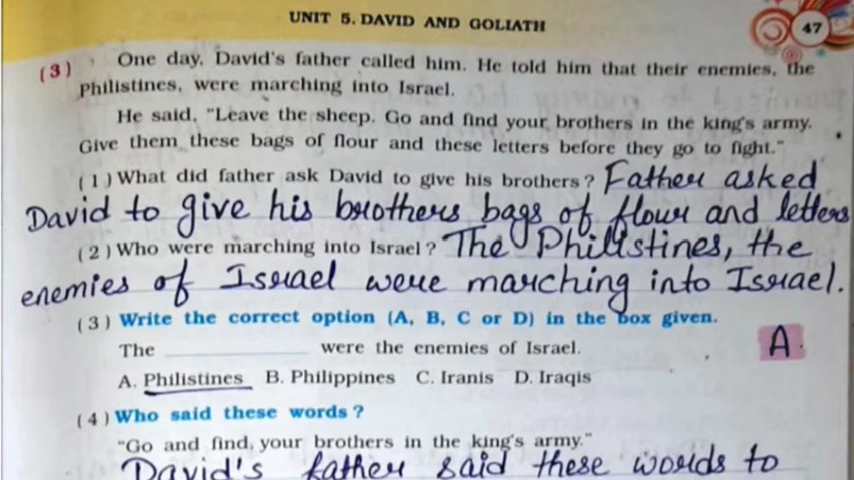 UNIT 5. DAVID AND GOLIATH
47
(3) One day, David's father called him. He told him that their enemies, the
Philistines, were marching into Israel.
He said, "Leave the sheep. Go and find your brothers in the king's army.
Give them these bags of flour and these letters before they go to fight."
(1) What did father ask David to give his brothers? Father asked
David to give his brothers bags of flour and letters
(2) Who were marching into Israel? The Philistines, the
enemies of Israel were marching into Israel.
(3) Write the correct option (A, B, C or D) in the box given.
The ____________ were the enemies of Israel. A
A. Philistines B. Philippines C. Iranis D. Iraqis
(4) Who said these words?
"Go and find your brothers in the king's army."
David's father said these words to